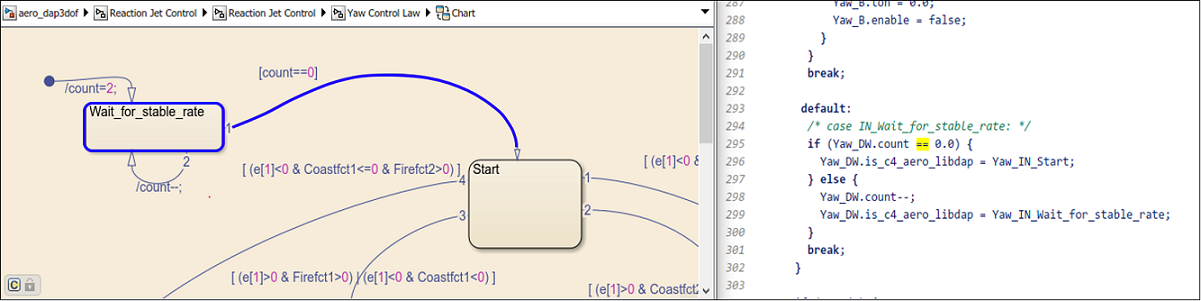 aero_dap3dof Reaction Jet Control Reaction Jet Control Yaw Control Law Chart
/count=2;
[count==0]
Wait_for_stable_rate
1
2
/count--;
[ (e[1]<0 & Coastfct1<=0 & Firefct2>0) ]
4
Start
1
3
2
[ (e[1]<0 &
[ (e[1]>0 & Firefct1>0) | (e[1]<0 & Coastfct1<0) ]
[ (e[1]>0 & Coastfct2
C
287 Yaw_B.ton = 0.0;
288 Yaw_B.enable = false;
289 }
290 }
291 break;
292
293 default:
294 /* case IN_Wait_for_stable_rate: */
295 if (Yaw_DW.count == 0.0) {
296 Yaw_DW.is_c4_aero_libdap = Yaw_IN_Start;
297 } else {
298 Yaw_DW.count--;
299 Yaw_DW.is_c4_aero_libdap = Yaw_IN_Wait_for_stable_rate;
300 }
301 break;
302 }
303